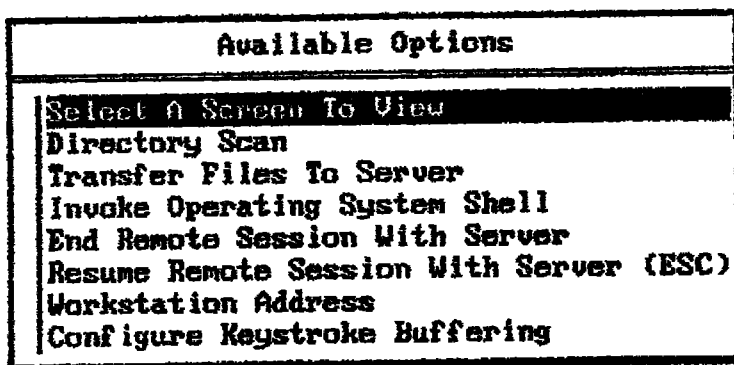 Available Options
Select A Screen To View
Directory Scan
Transfer Files To Server
Invoke Operating System Shell
End Remote Session With Server
Resume Remote Session With Server (ESC)
Workstation Address
Configure Keystroke Buffering